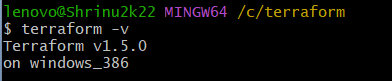 lenovo@Shrinu2k22 MINGW64 /c/terraform
$ terraform -v
Terraform v1.5.0
on windows_386